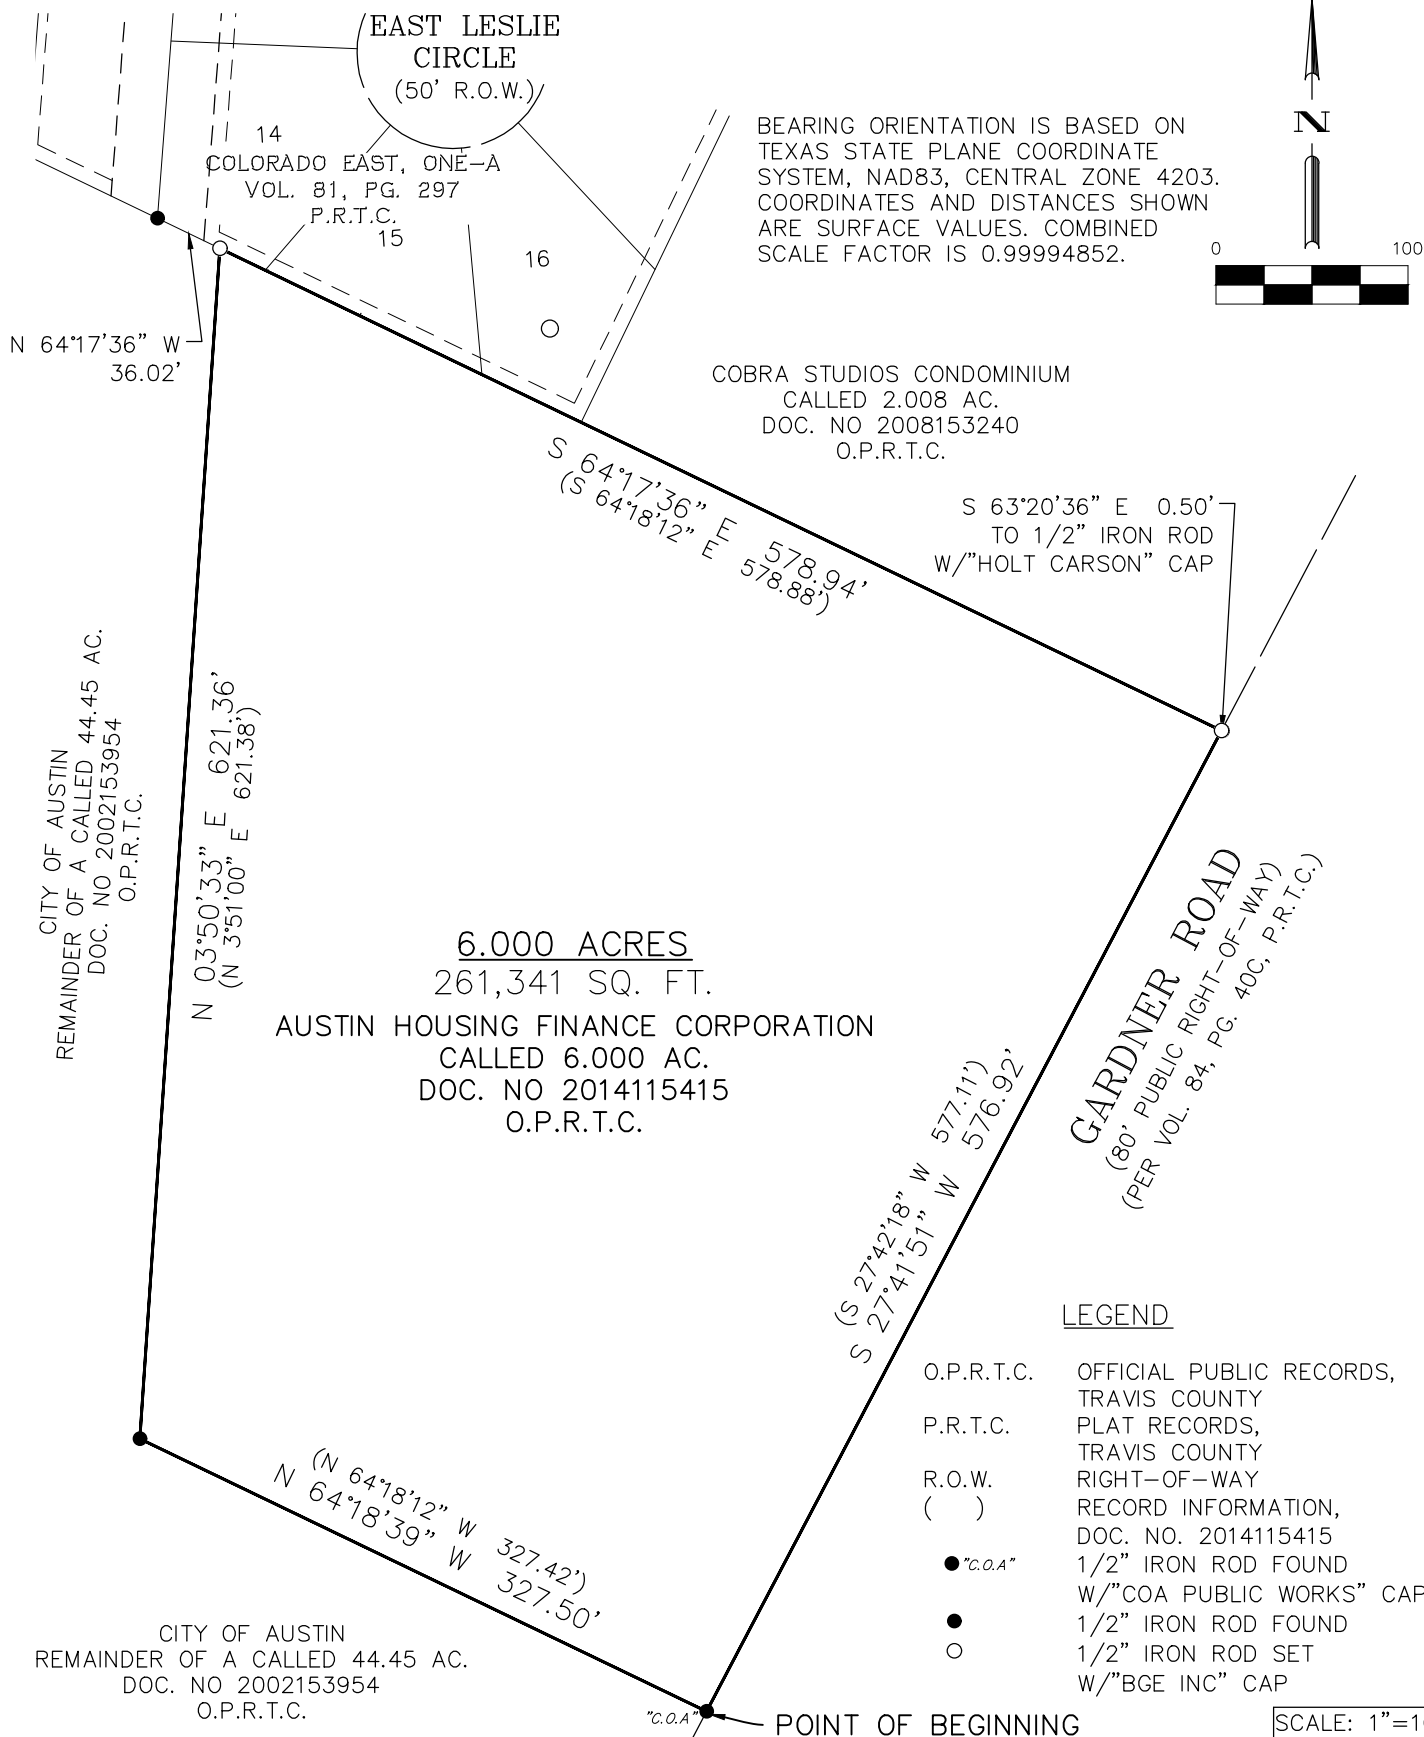 EAST LESLIE
CIRCLE
(50' R.O.W.)
14
COLORADO EAST, ONE-A
VOL. 81, PG. 297
P.R.T.C.
15
16
BEARING ORIENTATION IS BASED ON
TEXAS STATE PLANE COORDINATE
SYSTEM, NAD83, CENTRAL ZONE 4203.
COORDINATES AND DISTANCES SHOWN
ARE SURFACE VALUES. COMBINED
SCALE FACTOR IS 0.99994852.
N
0 100
N 64°17'36" W
36.02'
COBRA STUDIOS CONDOMINIUM
CALLED 2.008 AC.
DOC. NO 2008153240
O.P.R.T.C.
S 64°17'36" E 578.94'
(S 64°18'12" E 578.88')
S 63°20'36" E 0.50'
TO 1/2" IRON ROD
W/"HOLT CARSON" CAP
CITY OF AUSTIN
REMAINDER OF A CALLED 44.45 AC.
DOC. NO 2002153954
O.P.R.T.C.
N 03°50'33" E 621.36'
(N 3°51'00" E 621.38')
6.000 ACRES
261,341 SQ. FT.
AUSTIN HOUSING FINANCE CORPORATION
CALLED 6.000 AC.
DOC. NO 2014115415
O.P.R.T.C.
GARDNER ROAD
(80' PUBLIC RIGHT-OF-WAY)
(PER VOL. 84, PG. 40C, P.R.T.C.)
(S 27°42'18" W 577.11')
S 27°41'51" W 576.92'
(N 64°18'12" W 327.42')
N 64°18'39" W 327.50'
CITY OF AUSTIN
REMAINDER OF A CALLED 44.45 AC.
DOC. NO 2002153954
O.P.R.T.C.
"C.O.A"
POINT OF BEGINNING
LEGEND
O.P.R.T.C. OFFICIAL PUBLIC RECORDS,
TRAVIS COUNTY
P.R.T.C. PLAT RECORDS,
TRAVIS COUNTY
R.O.W. RIGHT-OF-WAY
( ) RECORD INFORMATION,
DOC. NO. 2014115415
"C.O.A" 1/2" IRON ROD FOUND
W/"COA PUBLIC WORKS" CAP
1/2" IRON ROD FOUND
1/2" IRON ROD SET
W/"BGE INC" CAP
SCALE: